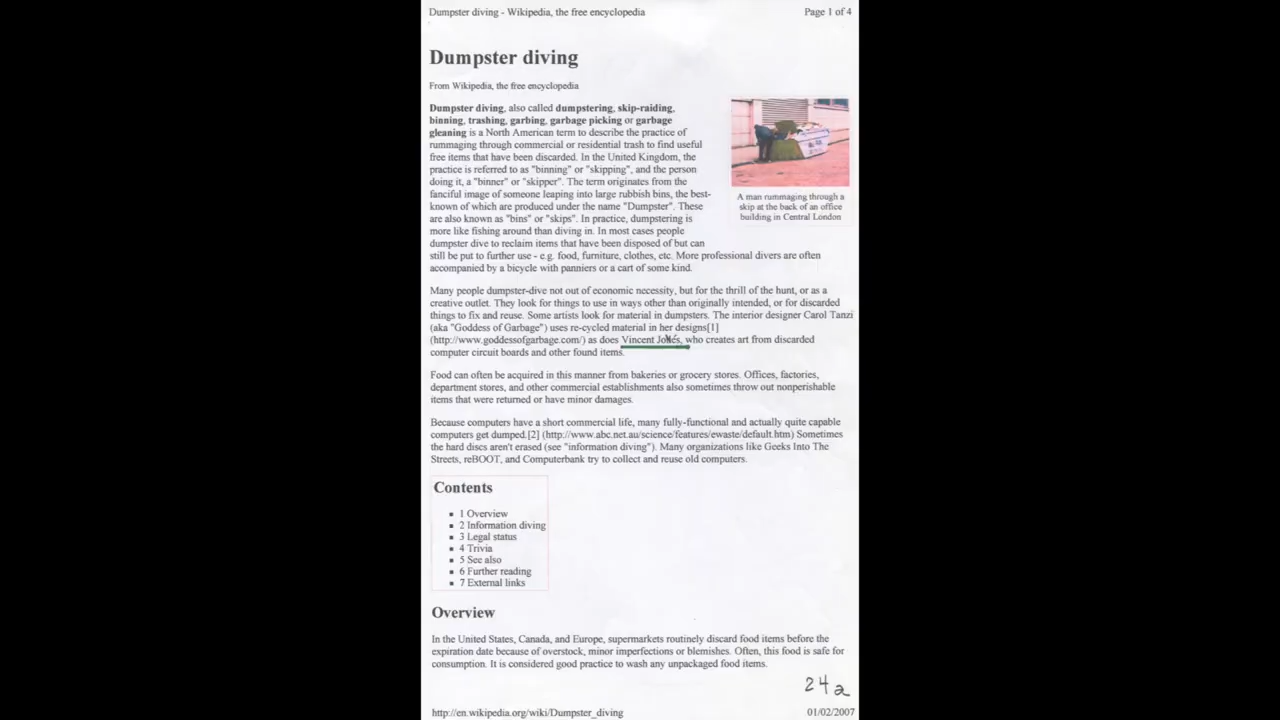 Dumpster diving - Wikipedia, the free encyclopedia
Page 1 of 4
Dumpster diving
From Wikipedia, the free encyclopedia
Dumpster diving, also called dumpstering, skip-raiding,
binning, trashing, garbing, garbage picking or garbage
gleaning is a North American term to describe the practice of
rummaging through commercial or residential trash to find useful
free items that have been discarded. In the United Kingdom, the
practice is referred to as "binning" or "skipping", and the person
doing it, a "binner" or "skipper". The term originates from the
fanciful image of someone leaping into large rubbish bins, the best-
known of which are produced under the name "Dumpster". These
are also known as "bins" or "skips". In practice, dumpstering is
more like fishing around than diving in. In most cases people
dumpster dive to reclaim items that have been disposed of but can
still be put to further use - e.g. food, furniture, clothes, etc. More professional divers are often
accompanied by a bicycle with panniers or a cart of some kind.
A man rummaging through a
skip at the back of an office
building in Central London
Many people dumpster-dive not out of economic necessity, but for the thrill of the hunt, or as a
creative outlet. They look for things to use in ways other than originally intended, or for discarded
things to fix and reuse. Some artists look for material in dumpsters. The interior designer Carol Tanzi
(aka "Goddess of Garbage") uses re-cycled material in her designs[1]
(http://www.goddessofgarbage.com/) as does Vincent who creates art from discarded
computer circuit boards and other found items.
Food can often be acquired in this manner from bakeries or grocery stores. Offices, factories,
department stores, and other commercial establishments also sometimes throw out nonperishable
items that were returned or have minor damages.
Because computers have a short commercial life, many fully-functional and actually quite capable
computers get dumped.[2] (http://www.abc.net.au/science/features/ewaste/default.htm) Sometimes
the hard discs aren't erased (see "information diving"). Many organizations like Geeks Into The
Streets, reBOOT, and Computerbank try to collect and reuse old computers.
Contents
1 Overview
2 Information diving
3 Legal status
4 Trivia
5 See also
6 Further reading
7 External links
Overview
In the United States, Canada, and Europe, supermarkets routinely discard food items before the
expiration date because of overstock, minor imperfections or blemishes. Often, this food is safe for
consumption. It is considered good practice to wash any unpackaged food items.
24a
http://en.wikipedia.org/wiki/Dumpster_diving
01/02/2007